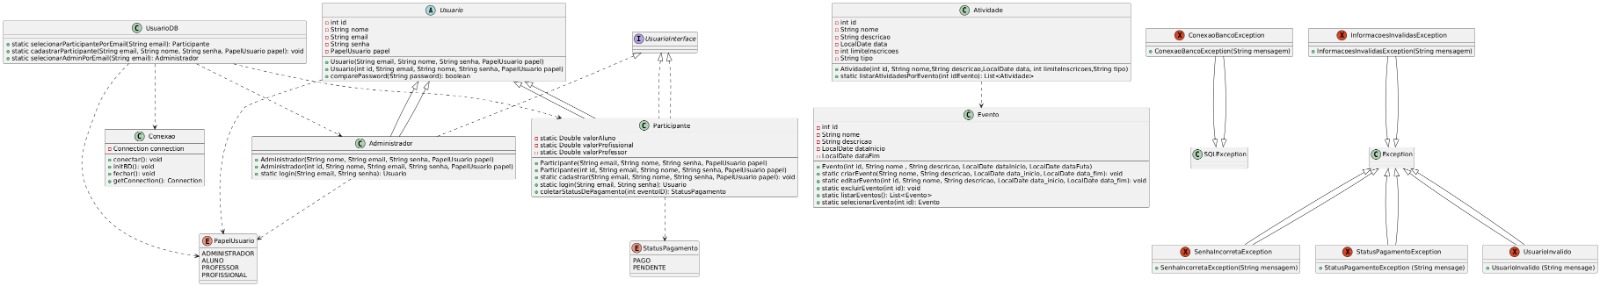 UsuarioDB
static selecionarParticipantePorEmail(String email): Participante
static cadastrarParticipante(String email, String nome, String senha, PapelUsuario papel): void
static selecionarAdminPorEmail(String email): Administrador
Usuario
int id
String nome
String email
String senha
PapelUsuario papel
Usuario(String email, String nome, String senha, PapelUsuario papel)
Usuario(int id, String email, String nome, String senha, PapelUsuario papel)
comparePassword(String password): boolean
UsuarioInterface
Atividade
int id
String nome
String descricao
LocalDate data
int limiteInscricoes
String tipo
Atividade(int id, String nome,String descricao,LocalDate data, int limiteInscricoes,String tipo)
static listarAtividadesPorEvento(int idEvento): List<Atividade>
ConexaoBancoException
ConexaoBancoException(String mensagem)
InformacoesInvalidasException
InformacoesInvalidasException(String mensagem)
Conexao
Connection connection
conectar(): void
initBD(): void
fechar(): void
getConnection(): Connection
Administrador
Administrador(String nome, String email, String senha, PapelUsuario papel)
Administrador(int id, String nome, String email, String senha, PapelUsuario papel)
static login(String email, String senha): Usuario
Participante
static Double valorAluno
static Double valorProfissional
static Double valorProfessor
Participante(String email, String nome, String senha, PapelUsuario papel)
Participante(int id, String email, String nome, String senha, PapelUsuario papel)
static cadastrar(String email, String nome, String senha, PapelUsuario papel): void
static login(String email, String senha): Usuario
coletarStatusDePagamento(int eventoID): StatusPagamento
Evento
int id
String nome
String descricao
LocalDate dataInicio
LocalDate dataFim
Evento(int id, String nome , String descricao, LocalDate dataInicio, LocalDate dataFuta)
static criarEvento(String nome, String descricao, LocalDate data_inicio, LocalDate data_fim): void
static editarEvento(int id, String nome, String descricao, LocalDate data_inicio, LocalDate data_fim): void
static excluirEvento(int id): void
static listarEventos(): List<Evento>
static selecionarEvento(int id): Evento
SQLException
Exception
PapelUsuario
ADMINISTRADOR
ALUNO
PROFESSOR
PROFISSIONAL
StatusPagamento
PAGO
PENDENTE
SenhaIncorretaException
SenhaIncorretaException(String mensagem)
StatusPagamentoException
StatusPagamentoException (String message)
UsuarioInvalido
UsuarioInvalido (String message)